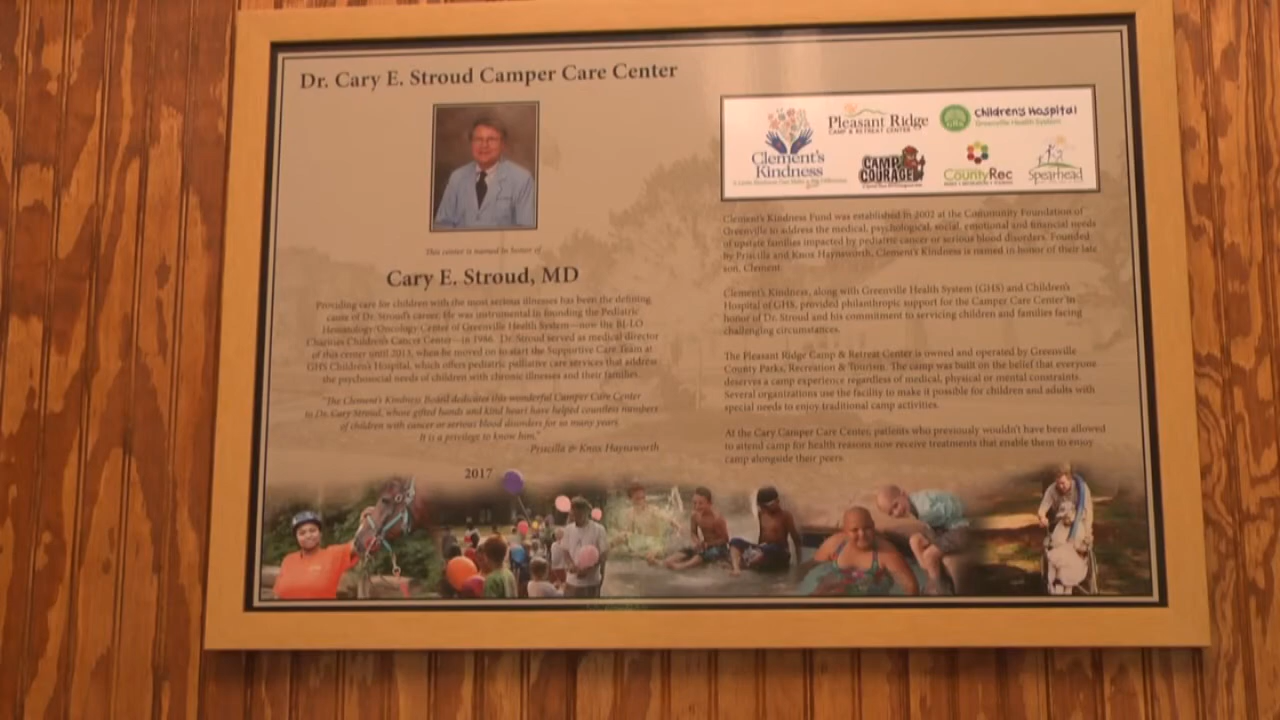 Dr. Cary E. Stroud Camper Care Center
This center is named in honor of
Cary E. Stroud, MD
Providing care for children with the most serious illnesses has been the defining
cause of Dr. Stroud's career. He was instrumental in founding the Pediatric
Hematology/Oncology Center of Greenville Health System—now the BI-LO
Charities Children's Cancer Center—in 1986. Dr. Stroud served as medical director
of this center until 2013, when he moved on to start the Supportive Care Team at
GHS Children's Hospital, which offers pediatric palliative care services that address
the psychosocial needs of children with chronic illnesses and their families.
"The Clement's Kindness Board dedicates this wonderful Camper Care Center
to Dr. Cary Stroud, whose gifted hands and kind heart have helped countless numbers
of children with cancer or serious blood disorders for so many years.
It is a privilege to know him."
-Priscilla & Knox Haynsworth
2017
Clement's
Kindness
Pleasant Ridge
CAMP & RETREAT CENTER
Children's Hospital
Greenville Health System
CAMP
COURAGE
CountyRec
Spearhead
Clement's Kindness Fund was established in 2002 at the Community Foundation of
Greenville to address the medical, psychological, social, emotional and financial needs
of upstate families impacted by pediatric cancer or serious blood disorders. Founded
by Priscilla and Knox Haynsworth, Clement's Kindness is named in honor of their late
son, Clement.
Clement's Kindness, along with Greenville Health System (GHS) and Children's
Hospital of GHS, provided philanthropic support for the Camper Care Center in
honor of Dr. Stroud and his commitment to servicing children and families facing
challenging circumstances.
The Pleasant Ridge Camp & Retreat Center is owned and operated by Greenville
County Parks, Recreation & Tourism. The camp was built on the belief that everyone
deserves a camp experience regardless of medical, physical or mental constraints.
Several organizations use the facility to make it possible for children and adults with
special needs to enjoy traditional camp activities.
At the Cary Camper Care Center, patients who previously wouldn't have been allowed
to attend camp for health reasons now receive treatments that enable them to enjoy
camp alongside their peers.